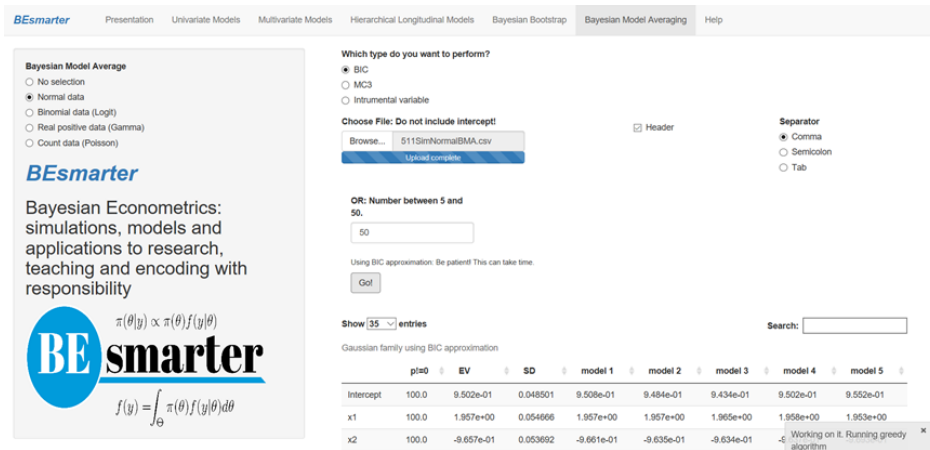 BEsmarter Presentation Univariate Models Multivariate Models Hierarchical Longitudinal Models Bayesian Bootstrap Bayesian Model Averaging Help
Bayesian Model Average
No selection
Normal data
Binomial data (Logit)
Real positive data (Gamma)
Count data (Poisson)
BEsmarter
Bayesian Econometrics:
simulations, models and
applications to research,
teaching and encoding with
responsibility
π(θ|y) ∝ π(θ)f(y|θ)
BE smarter
f(y) = ∫Θ π(θ)f(y|θ)dθ
Which type do you want to perform?
BIC
MC3
Intrumental variable
Choose File: Do not include intercept!
Browse... 511SimNormalBMA.csv
Upload complete
Header
Separator
Comma
Semicolon
Tab
OR: Number between 5 and
50.
50
Using BIC approximation: Be patient! This can take time.
Go!
Show 35 entries
Search:
Gaussian family using BIC approximation
p!=0 EV SD model 1 model 2 model 3 model 4 model 5
Intercept 100.0 9.502e-01 0.048501 9.508e-01 9.484e-01 9.434e-01 9.502e-01 9.552e-01
x1 100.0 1.957e+00 0.054666 1.957e+00 1.957e+00 1.965e+00 1.958e+00 1.953e+00
x2 100.0 -9.657e-01 0.053692 -9.661e-01 -9.635e-01 -9.634e-01
Working on it. Running greedy
algorithm